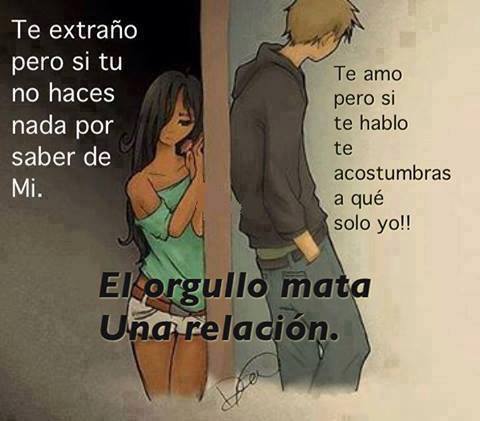 Te extraño
pero si tu
no haces
nada por
saber de
Mi.
Te amo
pero si
te hablo
te
acostumbras
a qué
solo yo!!
El orgullo mata
Una relación.